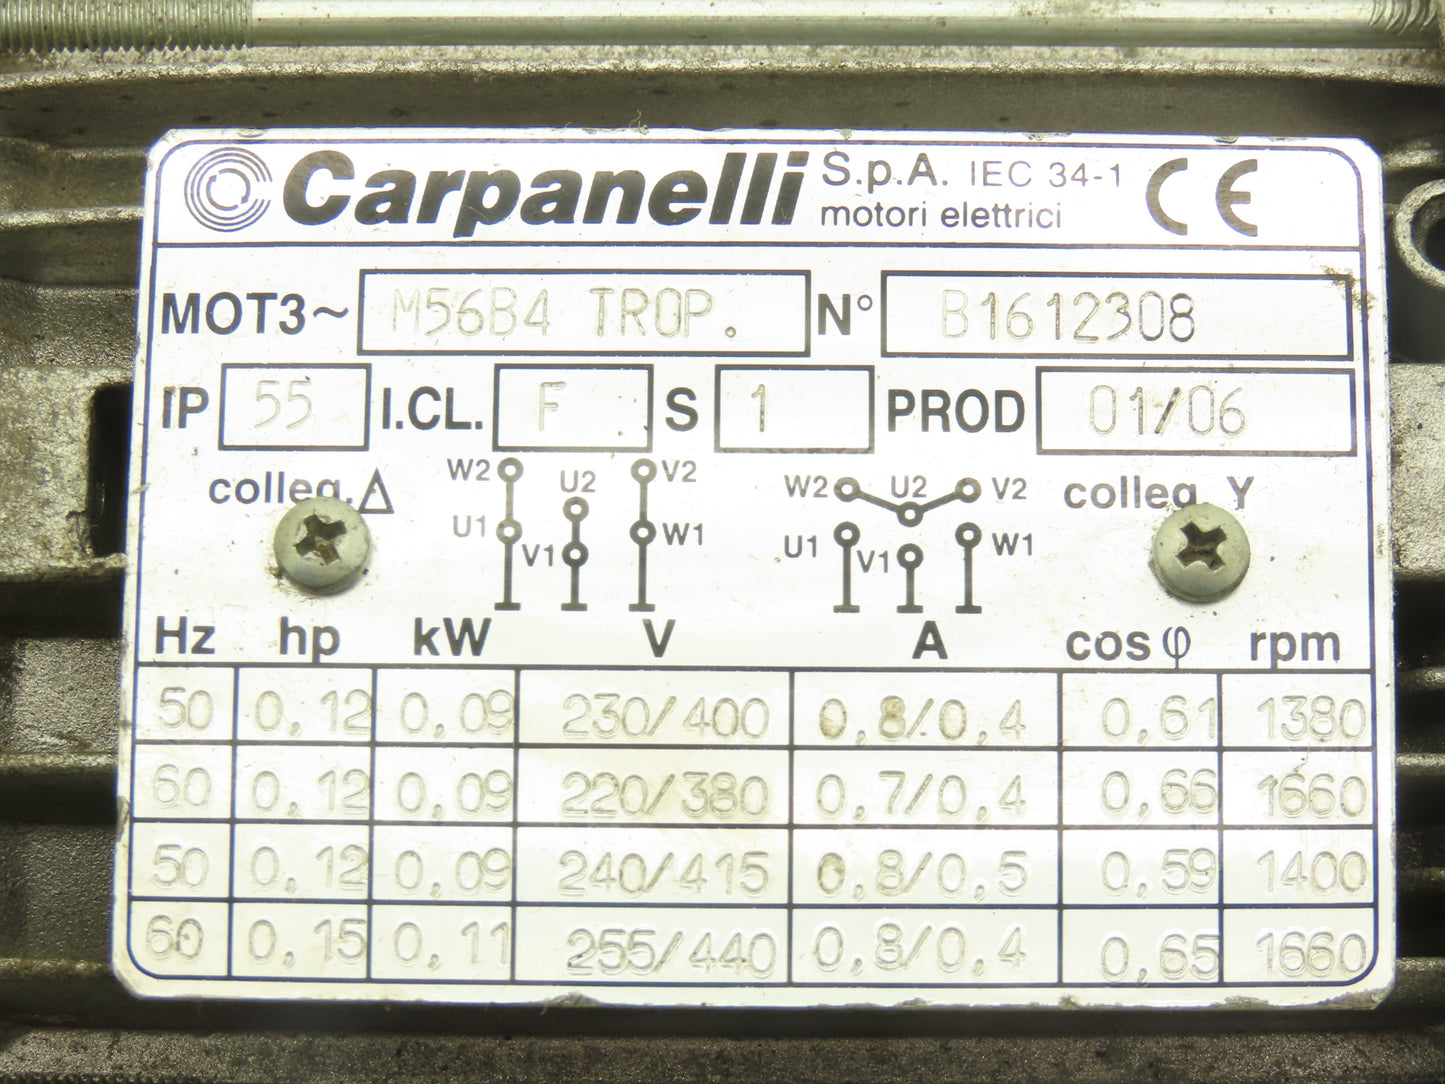 Carpanelli S.p.A. IEC 34-1 CE
motori elettrici
MOT3~ M56B4 TROP. N° B1612308
IP 55 I.CL. F S 1 PROD 01/06
colleg. Δ W2 U2 V2 W2 U2 V2 colleg. Y
U1 V1 W1 U1 V1 W1
Hz hp kW V A cos φ rpm
50 0,12 0,09 230/400 0,8/0,4 0,61 1380
60 0,12 0,09 220/380 0,7/0,4 0,66 1660
50 0,12 0,09 240/415 0,8/0,5 0,59 1400
60 0,15 0,11 255/440 0,8/0,4 0,65 1660